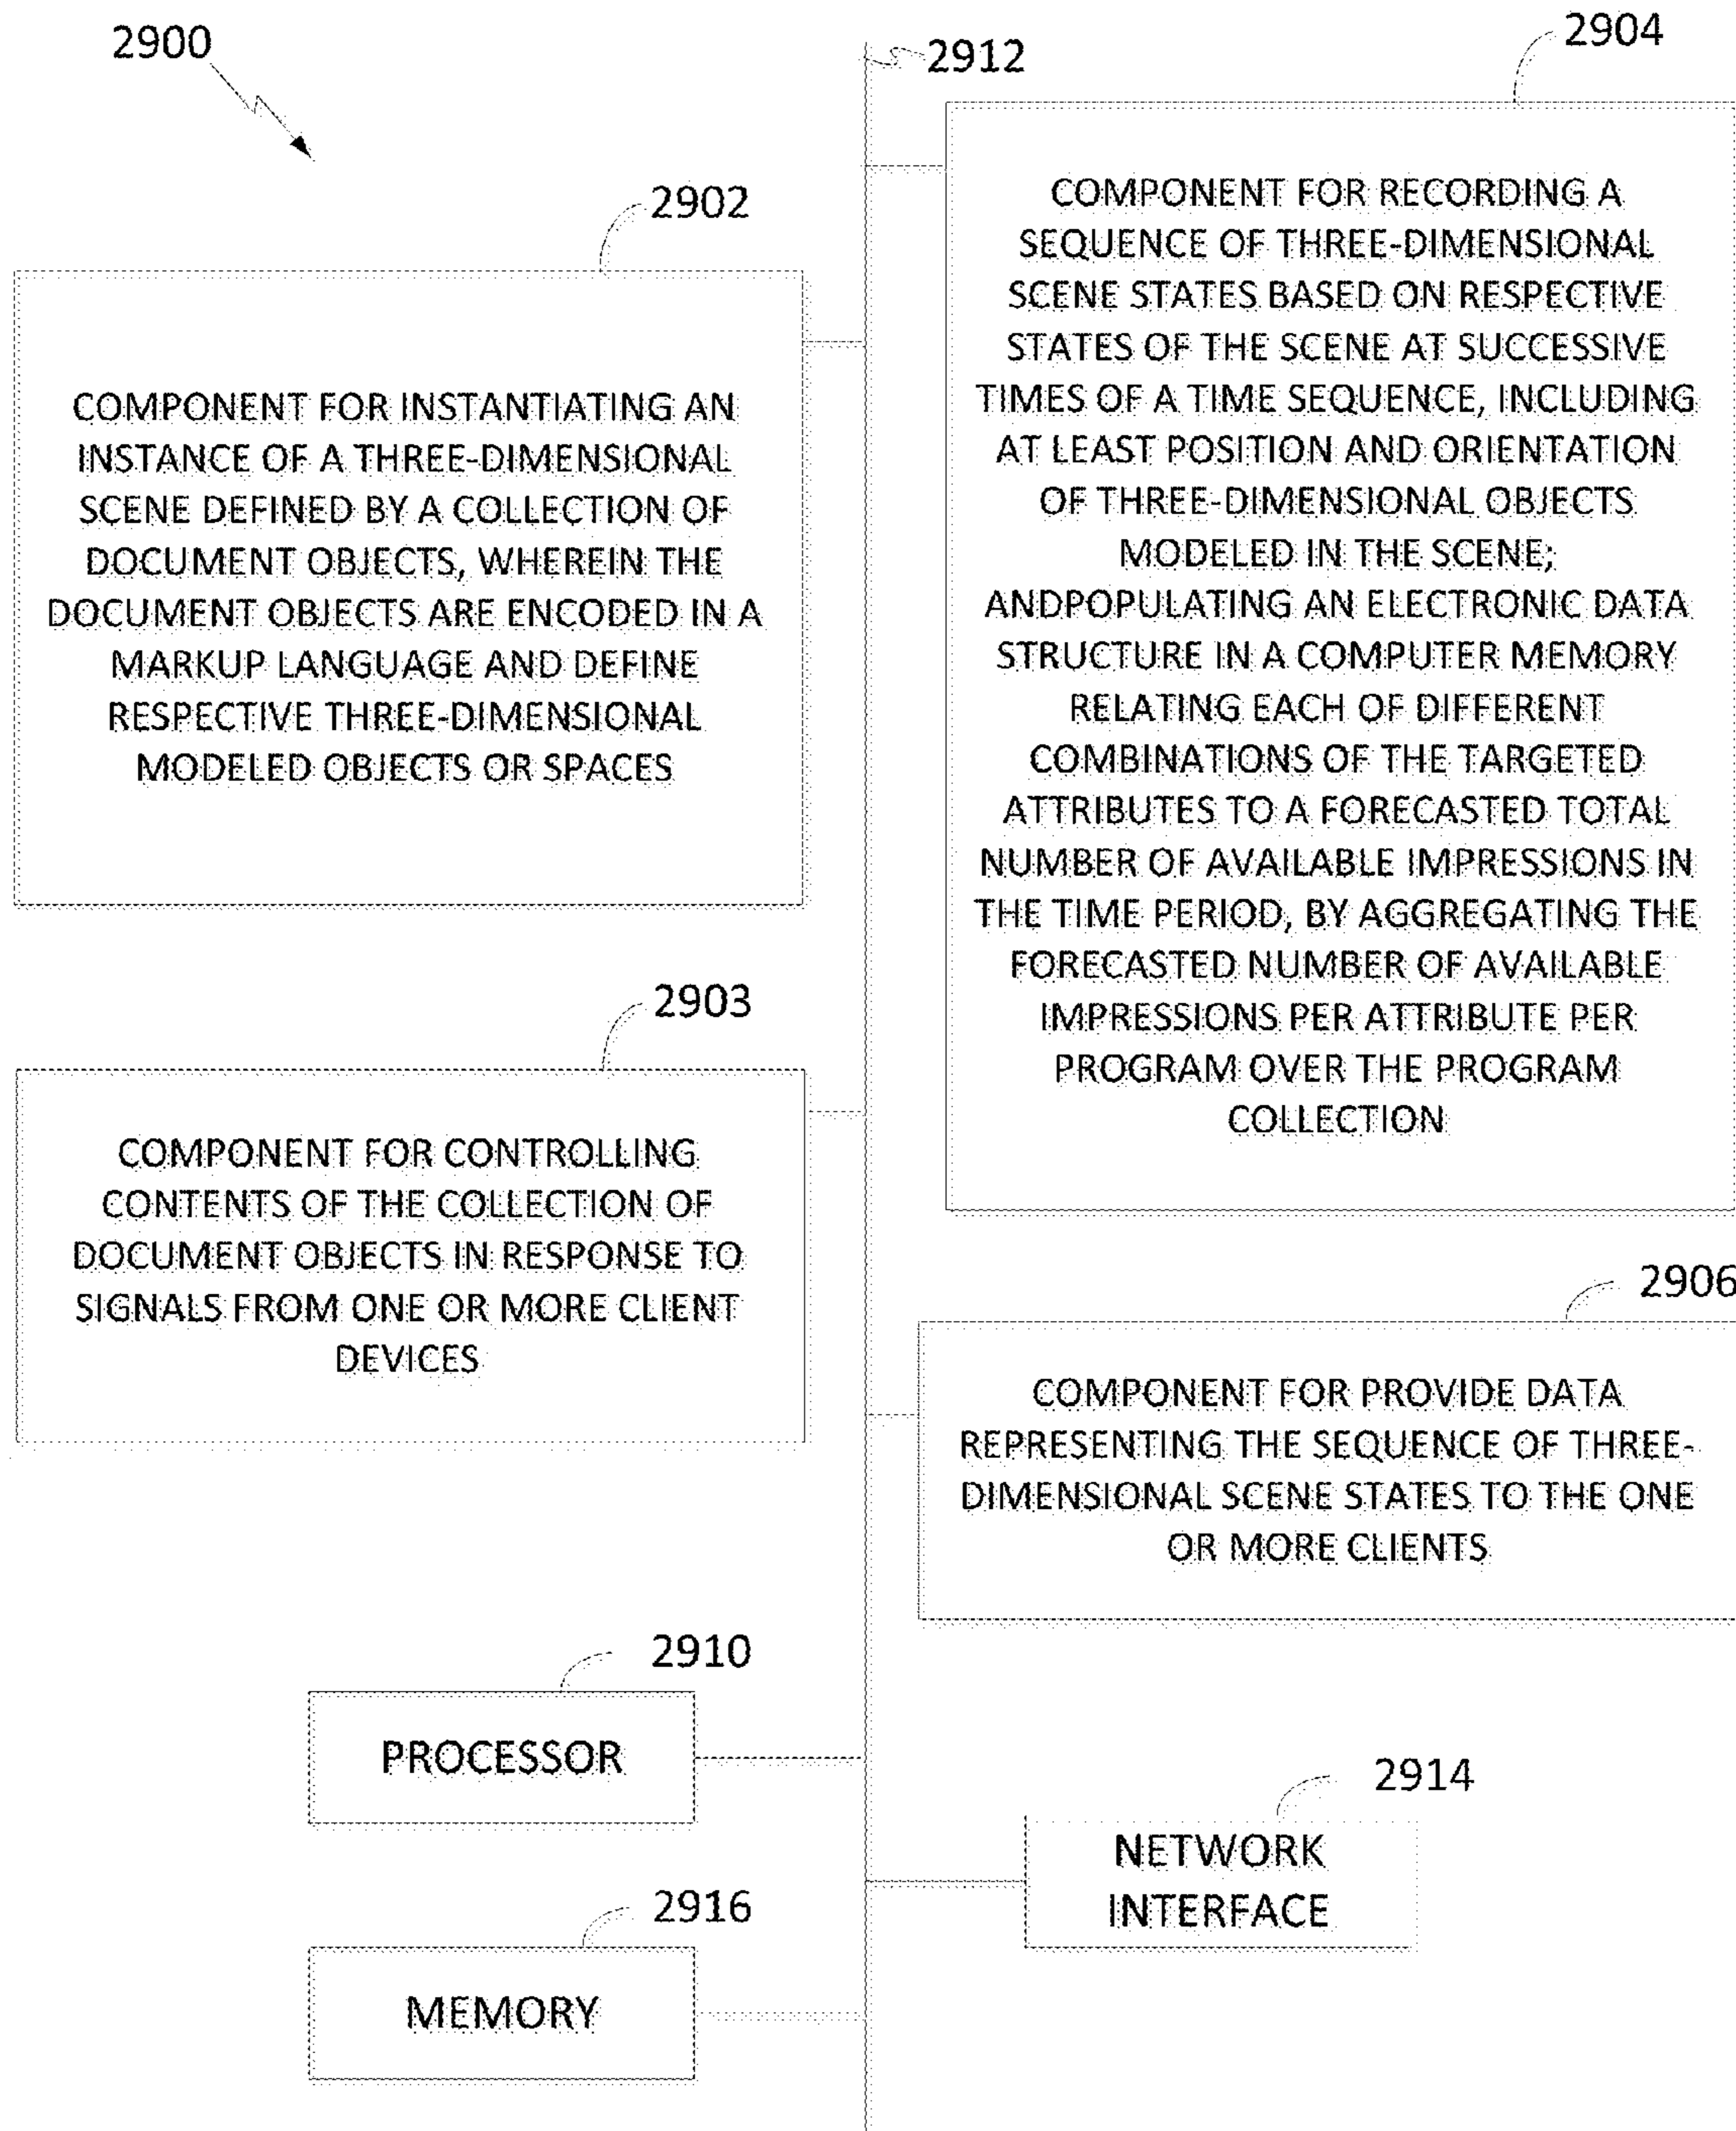 2900
2912
2904
2902
COMPONENT FOR INSTANTIATING AN
INSTANCE OF A THREE-DIMENSIONAL
SCENE DEFINED BY A COLLECTION OF
DOCUMENT OBJECTS, WHEREIN THE
DOCUMENT OBJECTS ARE ENCODED IN A
MARKUP LANGUAGE AND DEFINE
RESPECTIVE THREE-DIMENSIONAL
MODELED OBJECTS OR SPACES
COMPONENT FOR RECORDING A
SEQUENCE OF THREE-DIMENSIONAL
SCENE STATES BASED ON RESPECTIVE
STATES OF THE SCENE AT SUCCESSIVE
TIMES OF A TIME SEQUENCE, INCLUDING
AT LEAST POSITION AND ORIENTATION
OF THREE-DIMENSIONAL OBJECTS
MODELED IN THE SCENE;
ANDPOPULATING AN ELECTRONIC DATA
STRUCTURE IN A COMPUTER MEMORY
RELATING EACH OF DIFFERENT
COMBINATIONS OF THE TARGETED
ATTRIBUTES TO A FORECASTED TOTAL
NUMBER OF AVAILABLE IMPRESSIONS IN
THE TIME PERIOD, BY AGGREGATING THE
FORECASTED NUMBER OF AVAILABLE
IMPRESSIONS PER ATTRIBUTE PER
PROGRAM OVER THE PROGRAM
COLLECTION
2903
COMPONENT FOR CONTROLLING
CONTENTS OF THE COLLECTION OF
DOCUMENT OBJECTS IN RESPONSE TO
SIGNALS FROM ONE OR MORE CLIENT
DEVICES
2906
COMPONENT FOR PROVIDE DATA
REPRESENTING THE SEQUENCE OF THREE-
DIMENSIONAL SCENE STATES TO THE ONE
OR MORE CLIENTS
2910
PROCESSOR
2914
NETWORK
INTERFACE
2916
MEMORY